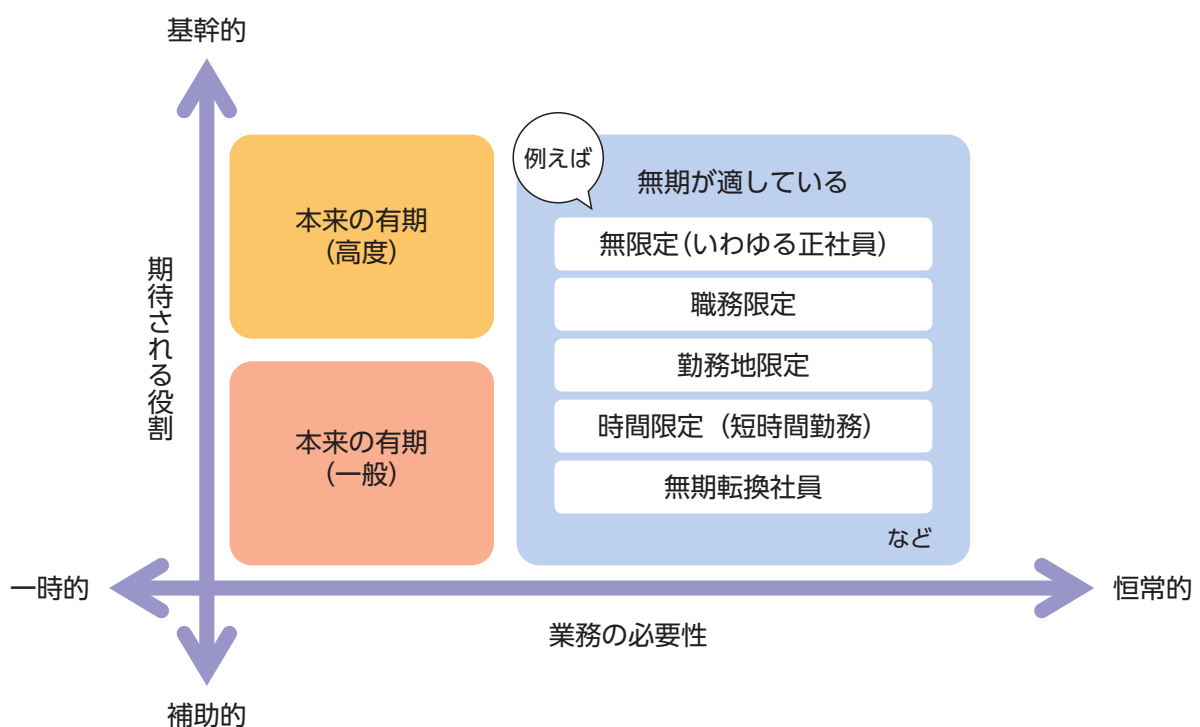 基幹的
例えば
無期が適している
本来の有期
（高度）
無限定（いわゆる正社員）
職務限定
期待される役割
勤務地限定
時間限定（短時間勤務）
本来の有期
（一般）
無期転換社員
など
一時的
恒常的
業務の必要性
補助的